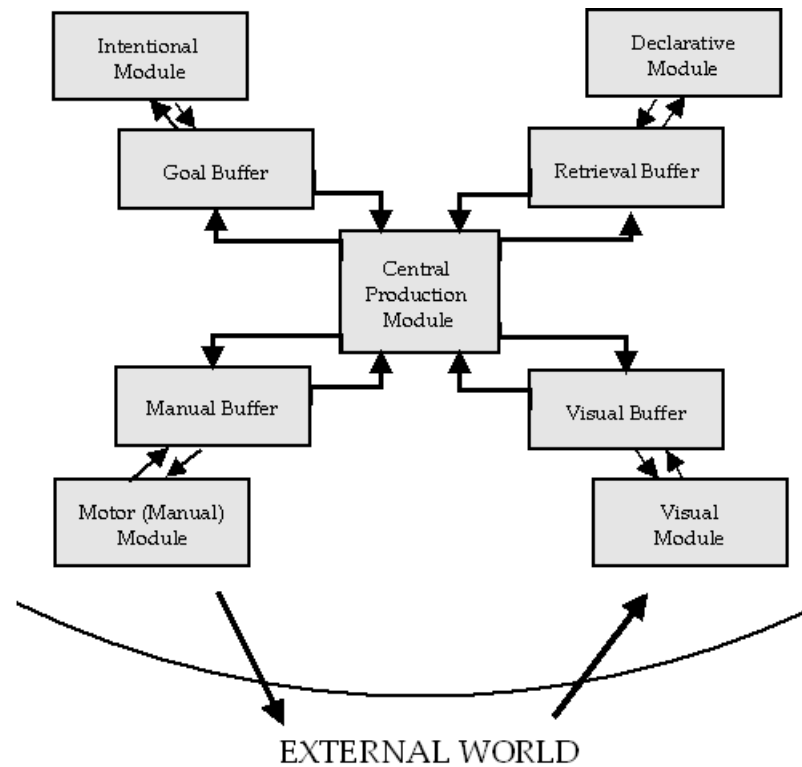 Intentional
Module
Declarative
Module
Goal Buffer
Retrieval Buffer
Central
Production
Module
Manual Buffer
Visual Buffer
Motor (Manual)
Module
Visual
Module
EXTERNAL WORLD